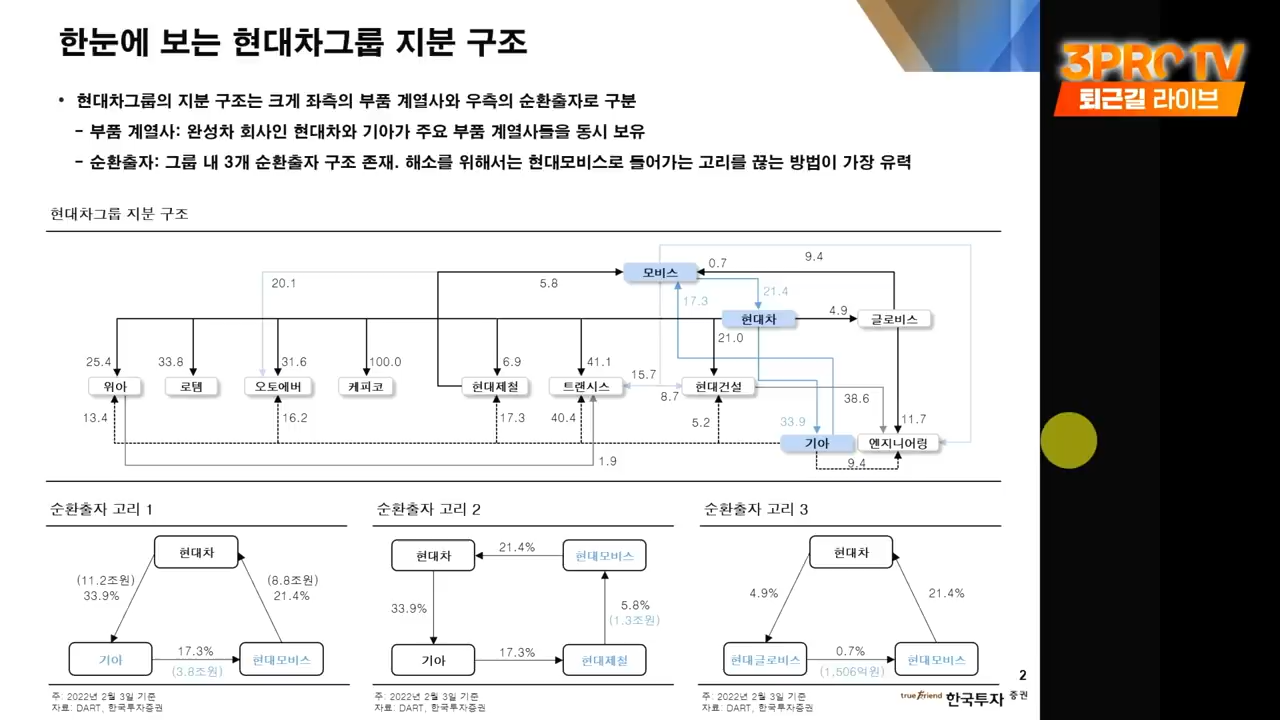 한눈에 보는 현대차그룹 지분 구조
3PRO TV
퇴근길 라이브
• 현대차그룹의 지분 구조는 크게 좌측의 부품 계열사와 우측의 순환출자로 구분
- 부품 계열사: 완성차 회사인 현대차와 기아가 주요 부품 계열사들을 동시 보유
- 순환출자: 그룹 내 3개 순환출자 구조 존재. 해소를 위해서는 현대모비스로 들어가는 고리를 끊는 방법이 가장 유력
현대차그룹 지분 구조
모비스 0.7 9.4
20.1 5.8
17.3 21.4
현대차 4.9 글로비스
21.0
25.4 33.8 31.6 100.0 6.9 41.1
위아 로템 오토에버 케피코 현대제철 트랜시스 15.7 8.7 현대건설
38.6
13.4 16.2 17.3 40.4 5.2 33.9 11.7
기아 엔지니어링
1.9 9.4
순환출자 고리 1
현대차
(11.2조원) (8.8조원)
33.9% 21.4%
기아 17.3% 현대모비스
(3.8조원)
주: 2022년 2월 3일 기준
자료: DART, 한국투자증권
순환출자 고리 2
현대차 21.4% 현대모비스
33.9% 5.8%
(1.3조원)
기아 17.3% 현대제철
주: 2022년 2월 3일 기준
자료: DART, 한국투자증권
순환출자 고리 3
현대차
4.9% 21.4%
현대글로비스 0.7% 현대모비스
(1,506억원)
주: 2022년 2월 3일 기준
자료: DART, 한국투자증권
2
true friend 한국투자 증권